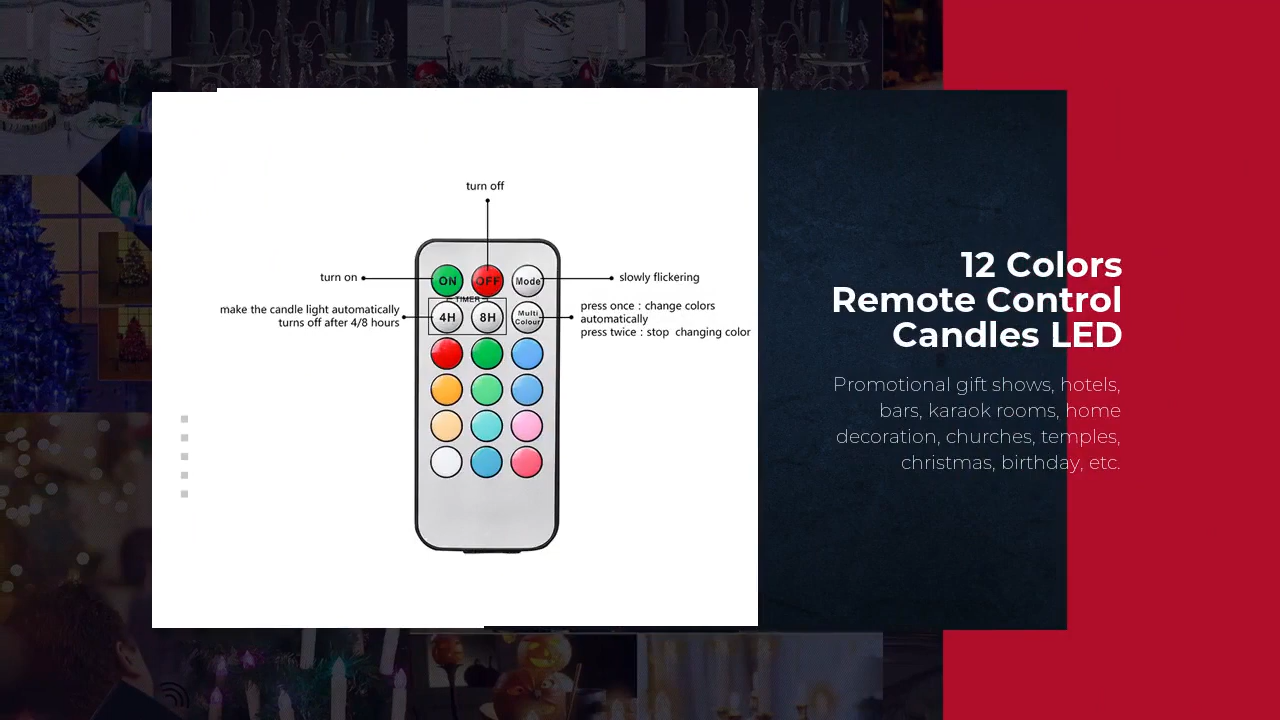 turn off
turn on
slowly flickering
ON
OFF
Mode
TIMER
make the candle light automatically
turns off after 4/8 hours
4H
8H
Multi
Colour
press once : change colors
automatically
press twice : stop changing color
12 Colors
Remote Control
Candles LED
Promotional gift shows, hotels,
bars, karaok rooms, home
decoration, churches, temples,
christmas, birthday, etc.